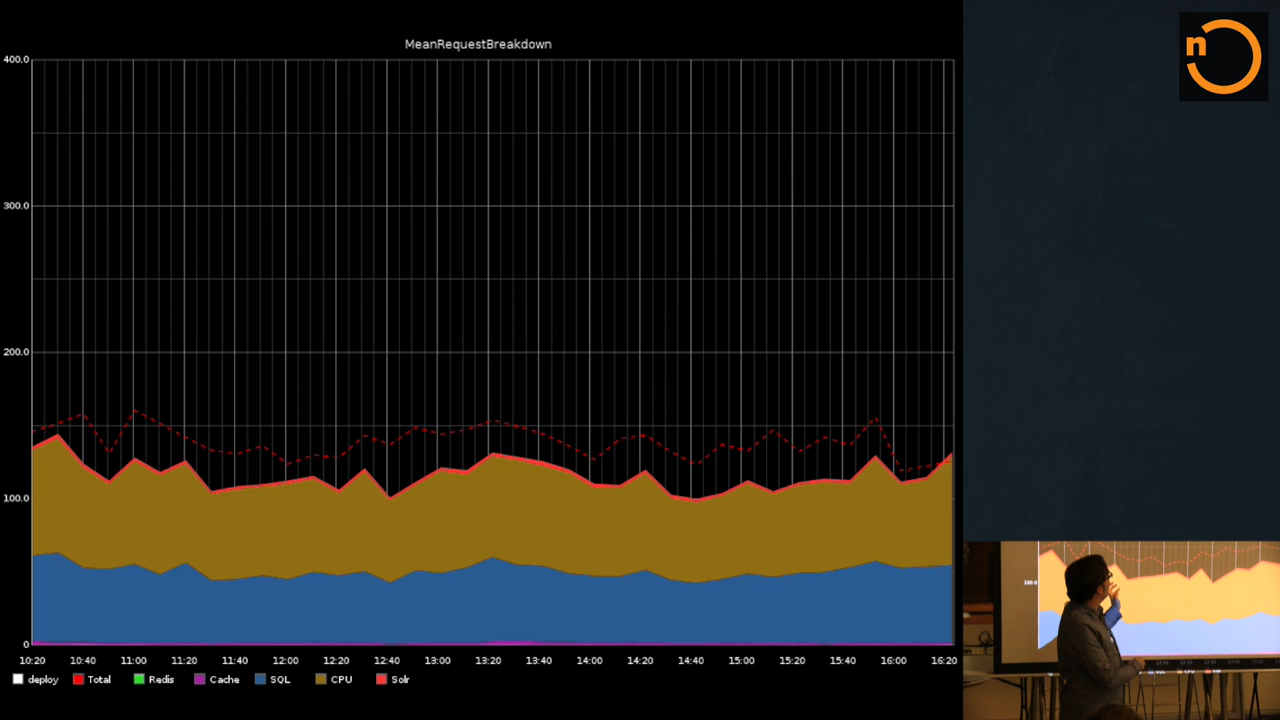 MeanRequestBreakdown
n
400.0
300.0
200.0
100.0
0
10:20 10:40 11:00 11:20 11:40 12:00 12:20 12:40 13:00 13:20 13:40 14:00 14:20 14:40 15:00 15:20 15:40 16:00 16:20
deploy Total Redis Cache SQL CPU Solr
100.0